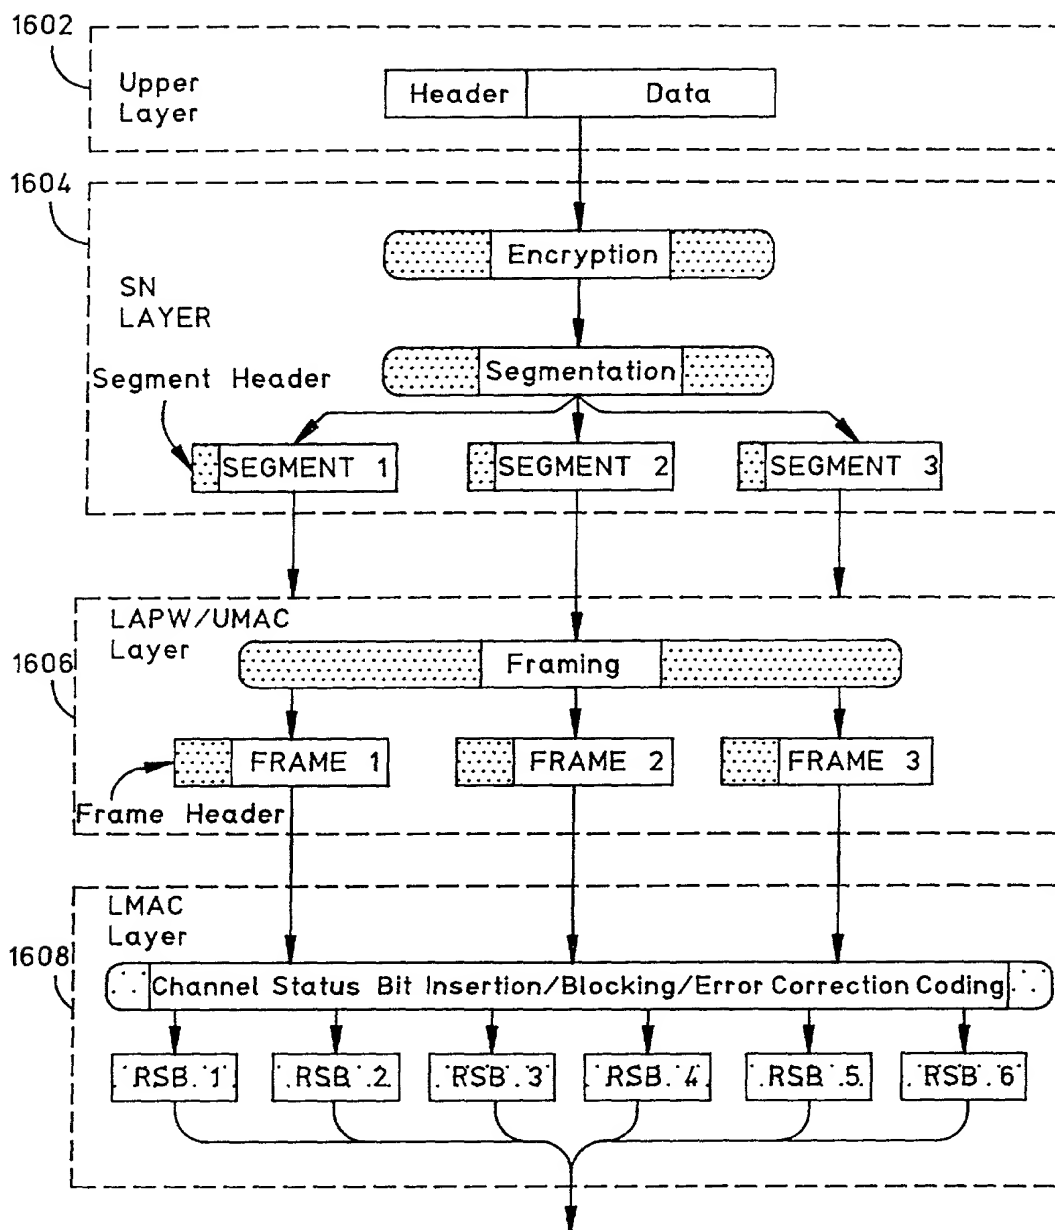 1602
Upper
Layer
Header
Data
1604
Encryption
SN
LAYER
Segmentation
Segment Header
SEGMENT 1
SEGMENT 2
SEGMENT 3
LAPW/UMAC
Layer
1606
Framing
FRAME 1
FRAME 2
FRAME 3
Frame Header
LMAC
Layer
1608
Channel Status Bit Insertion/Blocking/Error Correction Coding
RSB 1
RSB 2
RSB 3
RSB 4
RSB 5
RSB 6